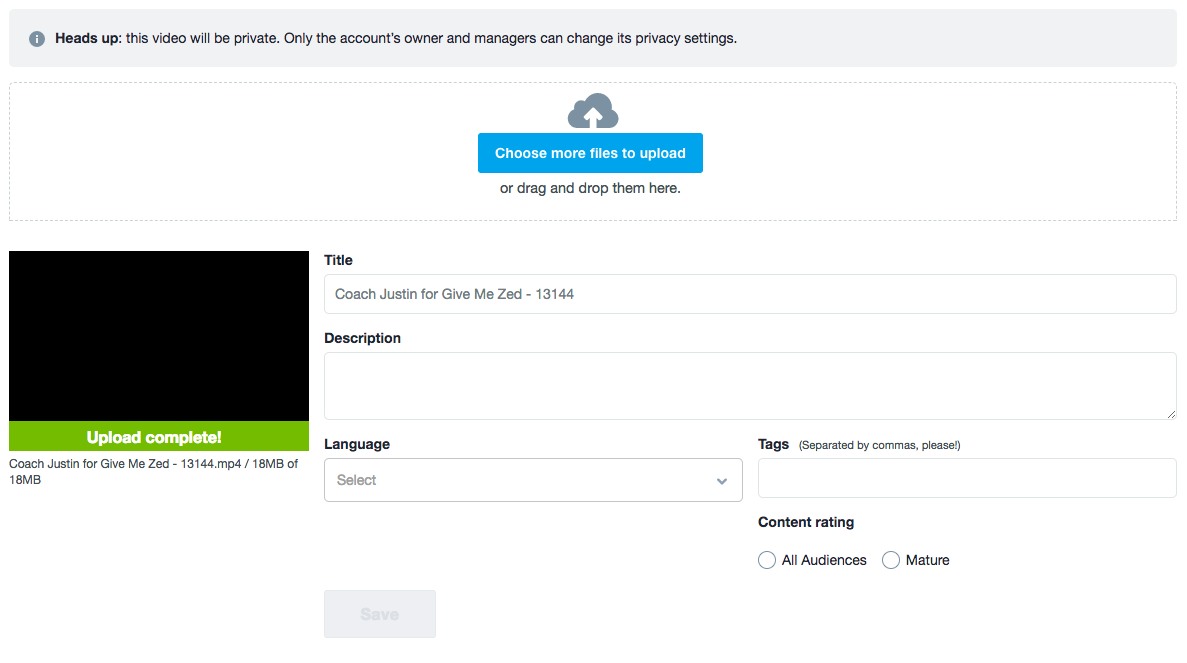 Heads up: this video will be private. Only the account's owner and managers can change its privacy settings.
Choose more files to upload
or drag and drop them here.
Title
Coach Justin for Give Me Zed - 13144
Description
Upload complete!
Coach Justin for Give Me Zed - 13144.mp4 / 18MB of
18MB
Language
Select
Tags (Separated by commas, please!)
Content rating
All Audiences
Mature
Save